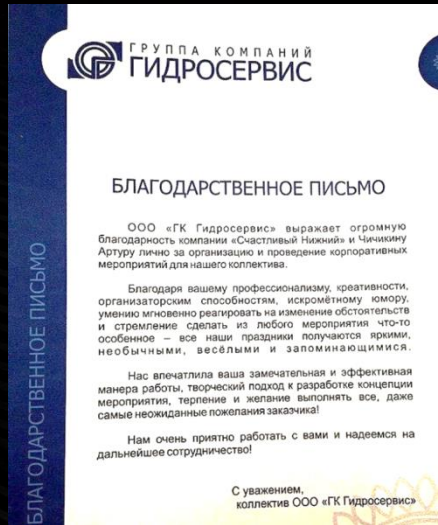 ГРУППА КОМПАНИЙ
ГИДРОСЕРВИС
БЛАГОДАРСТВЕННОЕ ПИСЬМО
БЛАГОДАРСТВЕННОЕ ПИСЬМО
ООО «ГК Гидросервис» выражает огромную
благодарность компании «Счастливый Нижний» и Чичикину
Артуру лично за организацию и проведение корпоративных
мероприятий для нашего коллектива.
Благодаря вашему профессионализму, креативности,
организаторским способностям, искромётному юмору,
умению мгновенно реагировать на изменение обстоятельств
и стремление сделать из любого мероприятия что-то
особенное – все наши праздники получаются яркими,
необычными, весёлыми и запоминающимися.
Нас впечатлила ваша замечательная и эффективная
манера работы, творческий подход к разработке концепции
мероприятия, терпение и желание выполнять все, даже
самые неожиданные пожелания заказчика!
Нам очень приятно работать с вами и надеемся на
дальнейшее сотрудничество!
С уважением,
коллектив ООО «ГК Гидросервис»